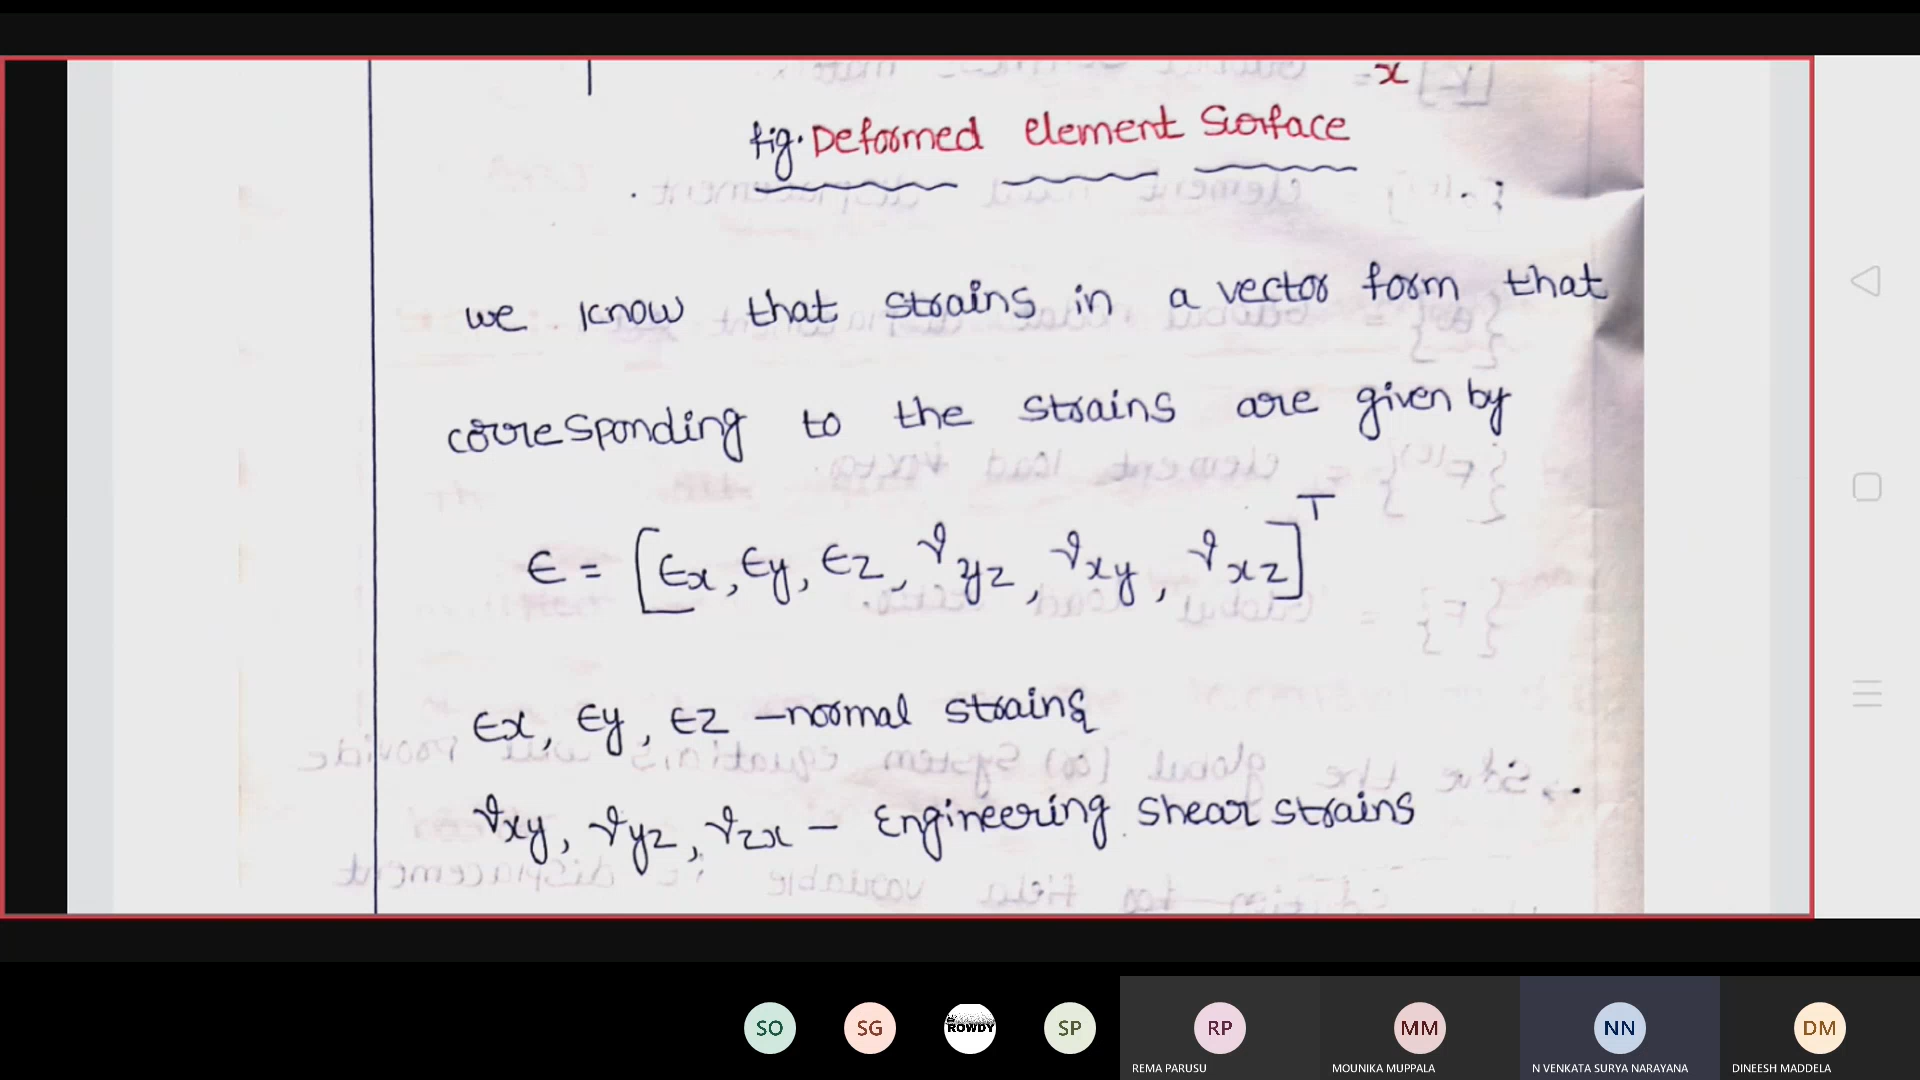 x
fig. Deformed element Surface
we know that strains in a vector form that
corresponding to the strains are given by
ϵ = [ϵx, ϵy, ϵz, γyz, γxy, γxz]ᵀ
ϵx, ϵy, ϵz – normal strains
γxy, γyz, γzx – Engineering shear strains
SO
SG
ROWDY
SP
RP
MM
NN
DM
REMA PARUSU
MOUNIKA MUPPALA
N VENKATA SURYA NARAYANA
DINEESH MADDELA